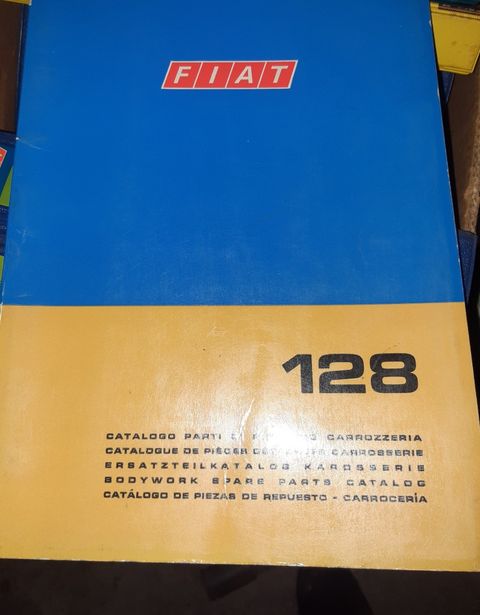 FIAT
128
CATALOGO PARTI DI CARROZZERIA
CATALOGUE DE PIÈCES CARROSSERIE
ERSATZTEILKATALOG KAROSSERIE
BODYWORK SPARE PARTS CATALOG
CATÁLOGO DE PIEZAS DE REPUESTO - CARROCERÍA